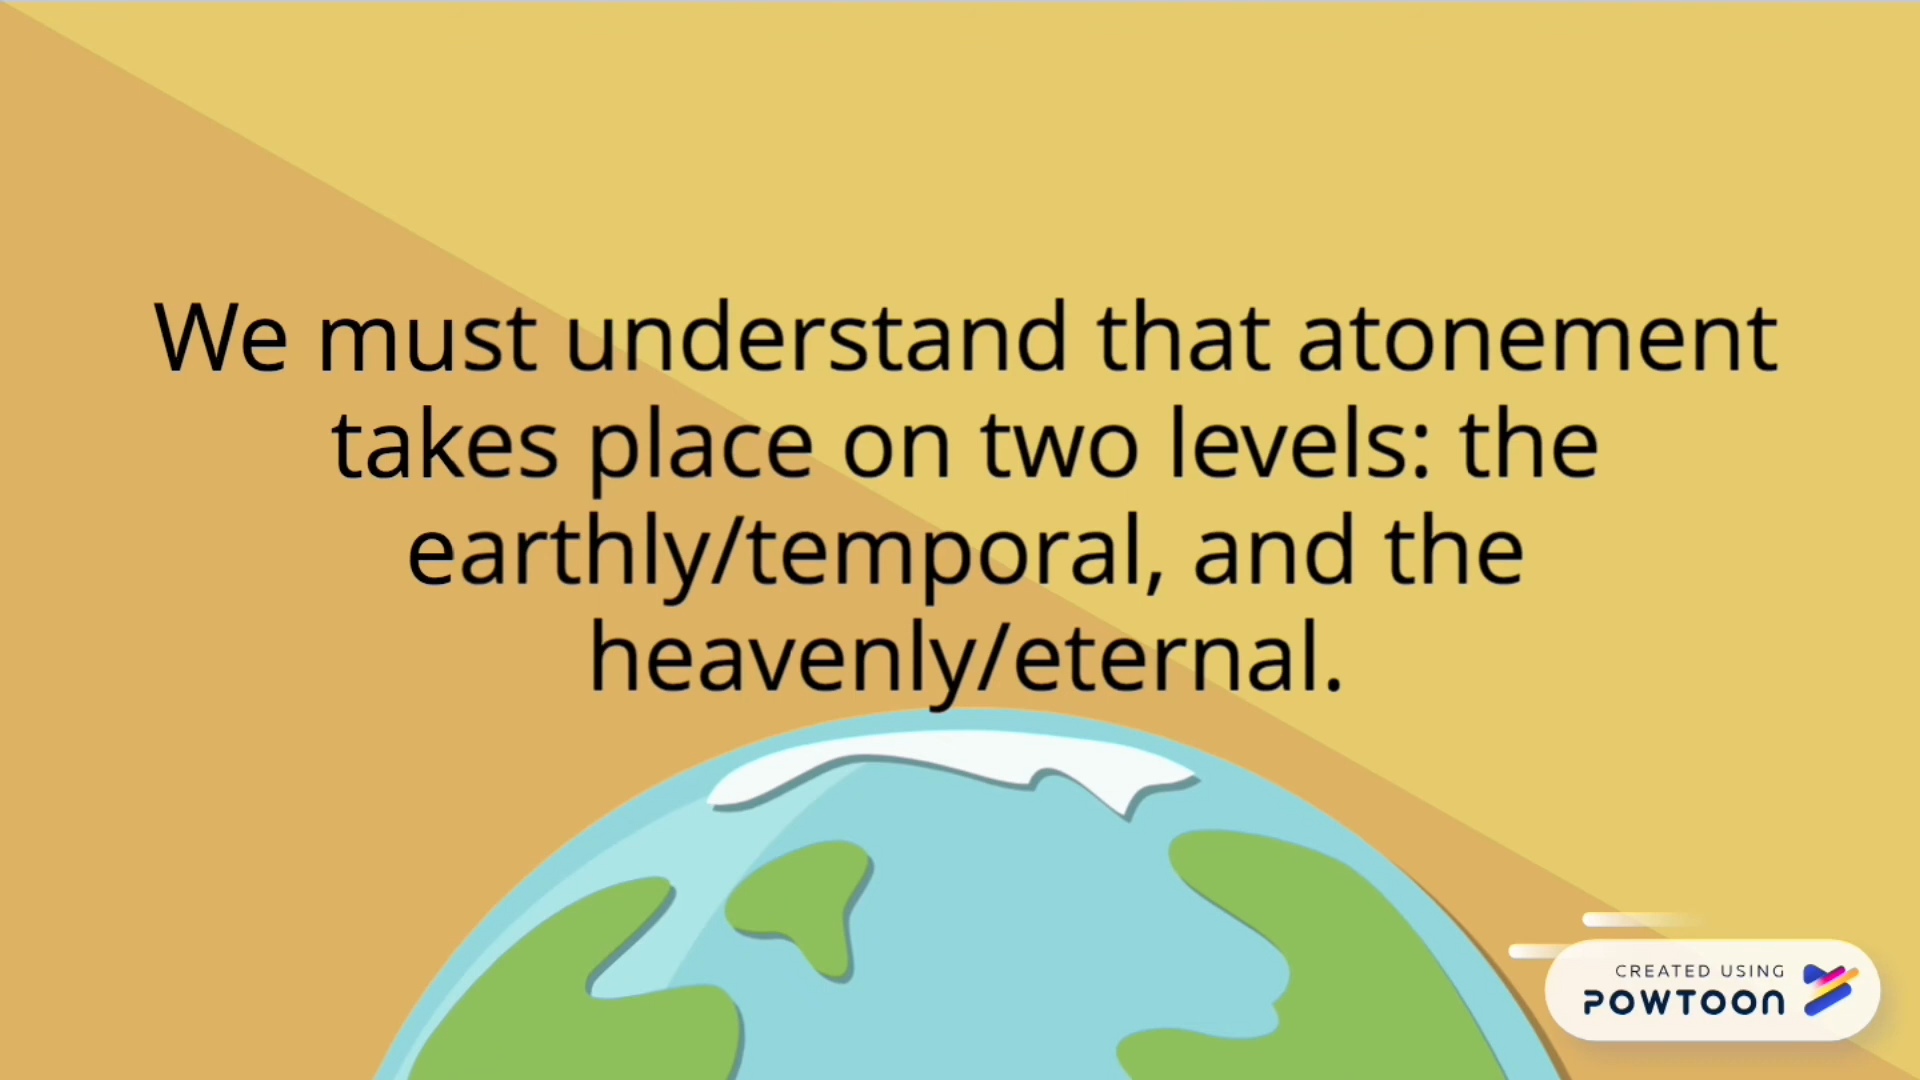 We must understand that atonement
takes place on two levels: the
earthly/temporal, and the
heavenly/eternal.
CREATED USING
POWTOON